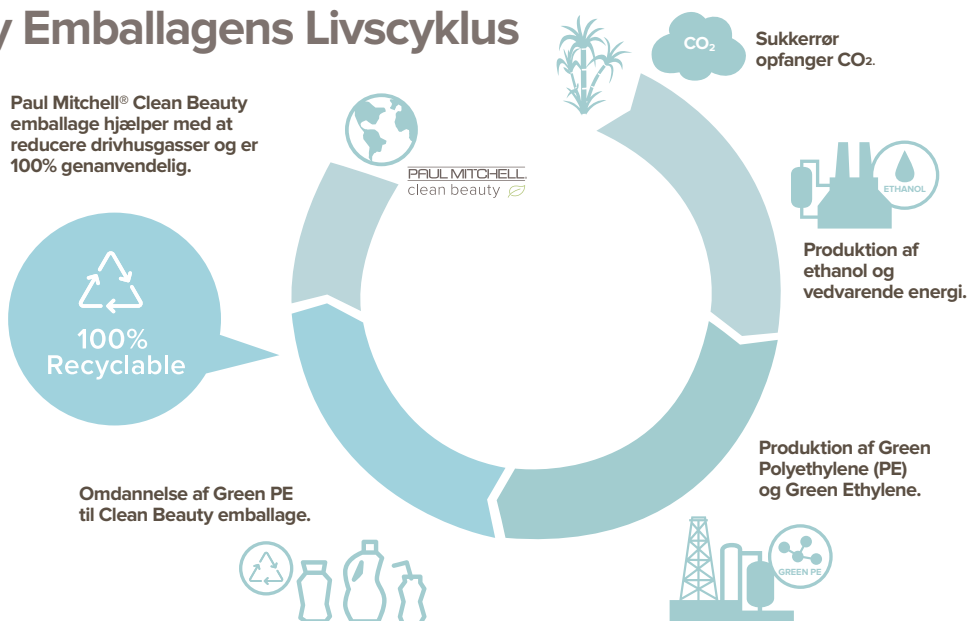 y Emballagens Livscyklus
CO₂
Sukkerrør
opfanger CO₂.
Paul Mitchell® Clean Beauty
emballage hjælper med at
reducere drivhusgasser og er
100% genanvendelig.
PAUL MITCHELL.
clean beauty
ETHANOL
Produktion af
ethanol og
vedvarende energi.
100%
Recyclable
Produktion af Green
Polyethylene (PE)
og Green Ethylene.
Omdannelse af Green PE
til Clean Beauty emballage.
GREEN PE